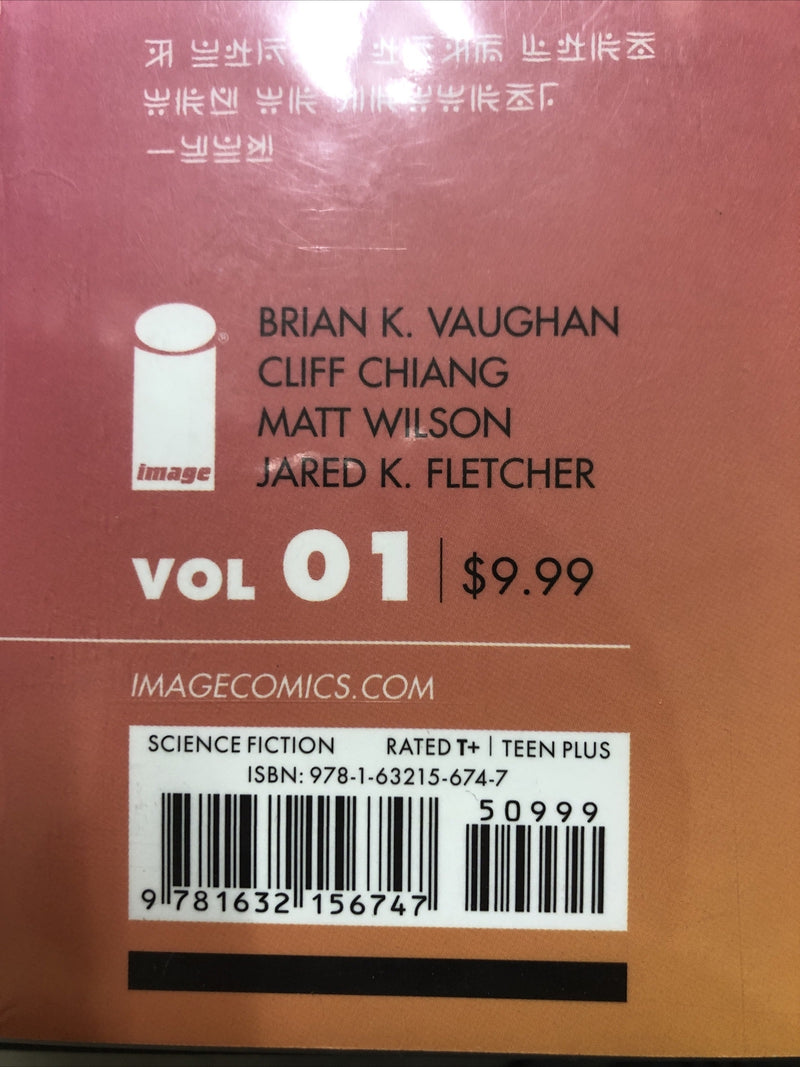 BRIAN K. VAUGHAN
CLIFF CHIANG
MATT WILSON
JARED K. FLETCHER
image
®
VOL 01 | $9.99
IMAGECOMICS.COM
SCIENCE FICTION RATED T+ | TEEN PLUS
ISBN: 978-1-63215-674-7
50999
9 781632 156747